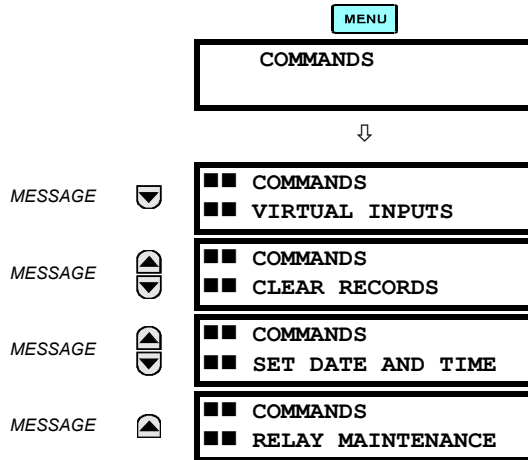 MENU
COMMANDS
COMMANDS
MESSAGE
VIRTUAL INPUTS
COMMANDS
MESSAGE
CLEAR RECORDS
COMMANDS
MESSAGE
SET DATE AND TIME
COMMANDS
MESSAGE
RELAY MAINTENANCE